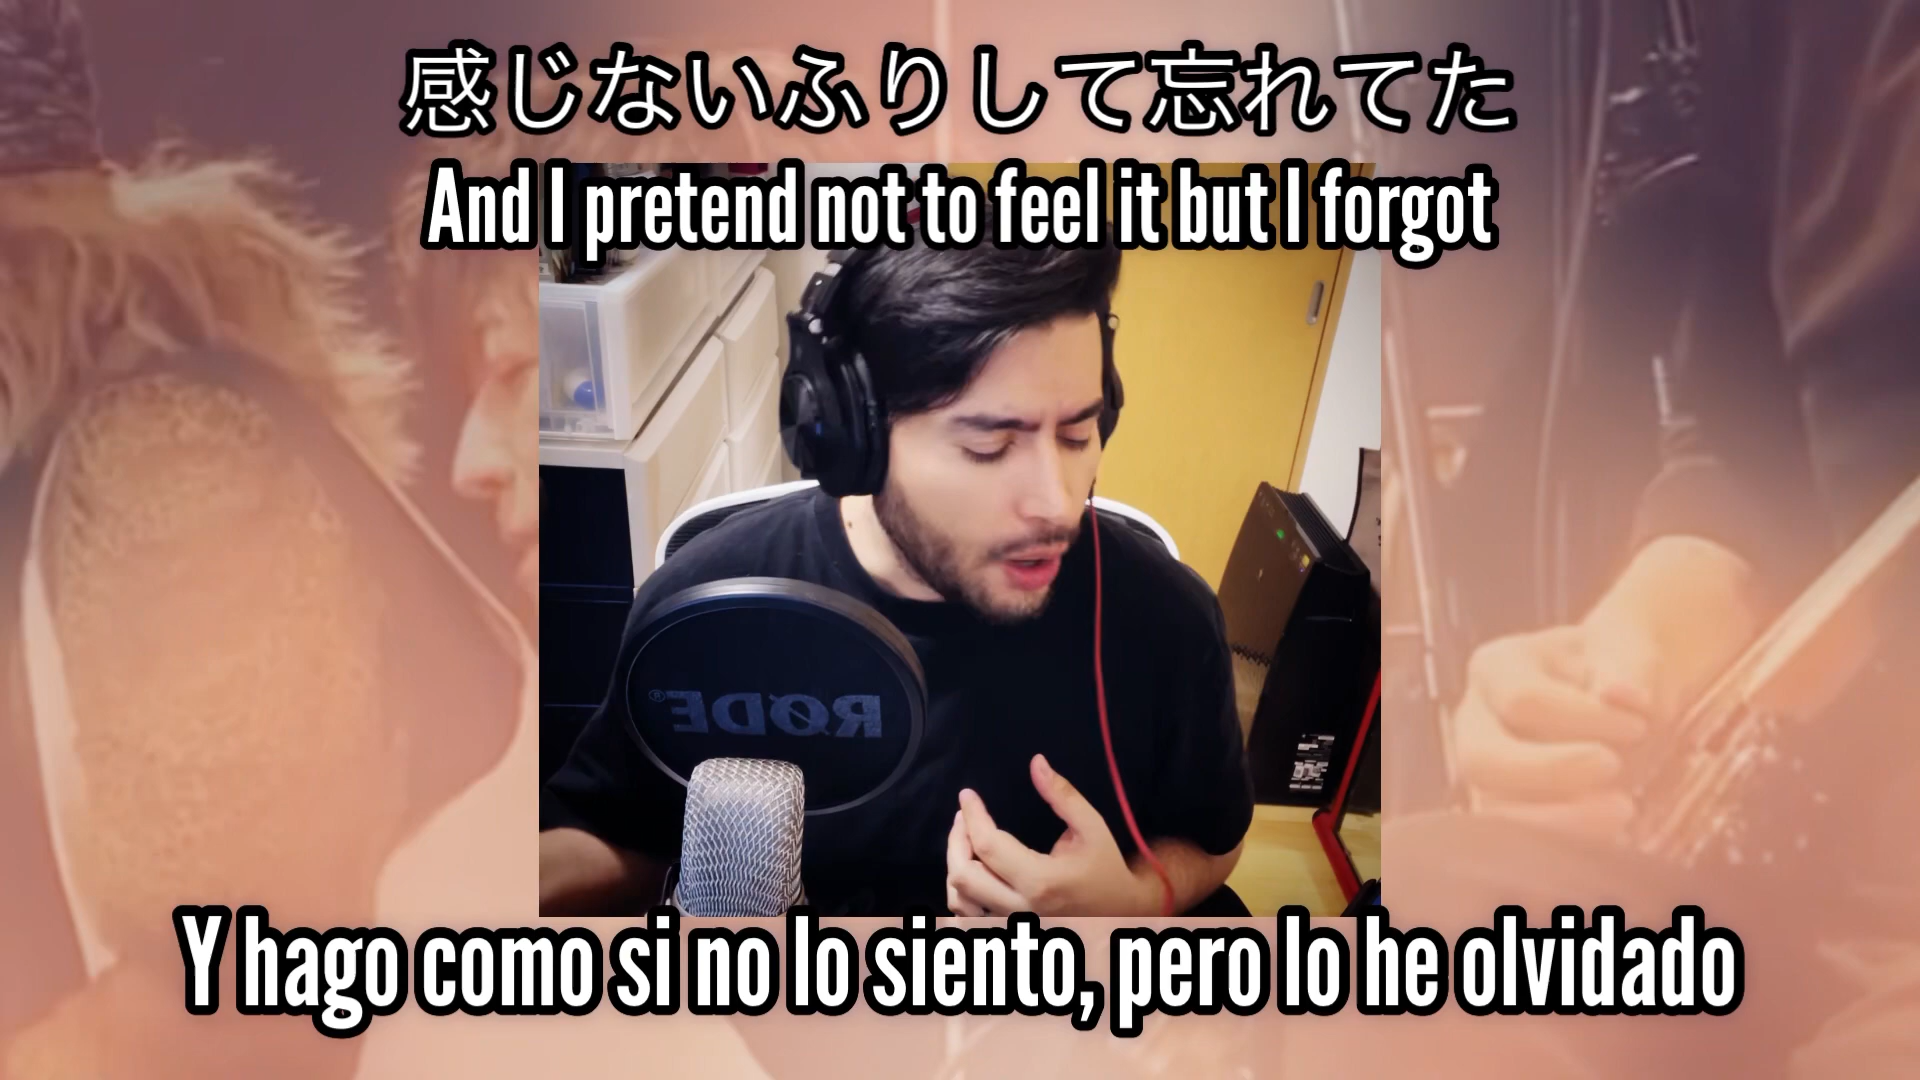 感じないふりして忘れてた
And I pretend not to feel it but I forgot
RØDE®
Y hago como si no lo siento, pero lo he olvidado